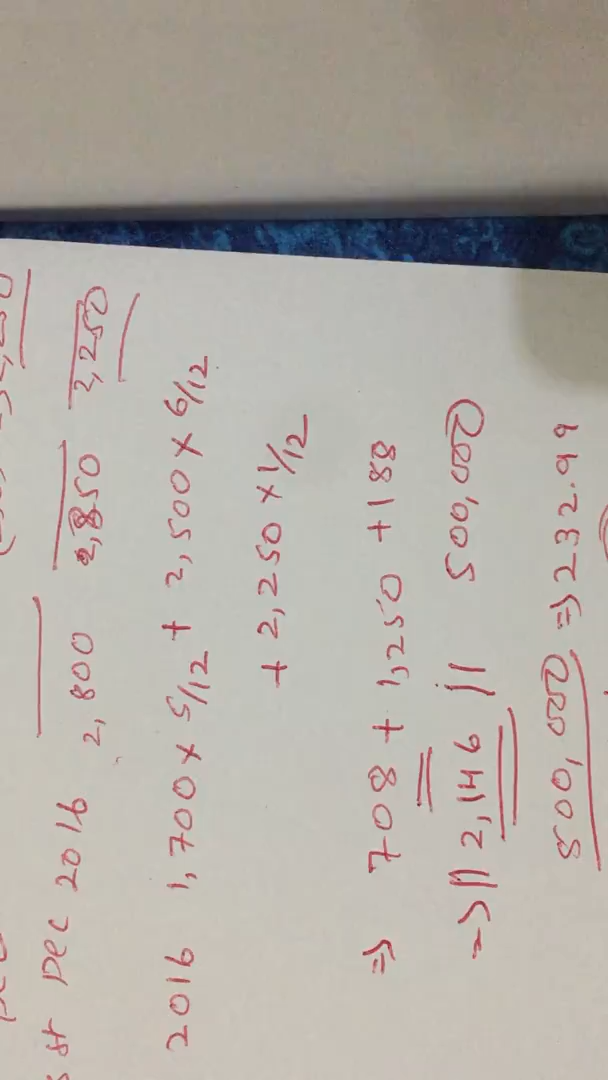 st Dec 2016 2,800 2,850 2,250
2016 1,700 x 5/12 + 2,500 x 6/12
+ 2,250 x 1/12
=> 708 + 1,250 + 188
=> || 2,146 || 500,000
500,000 => 232.99